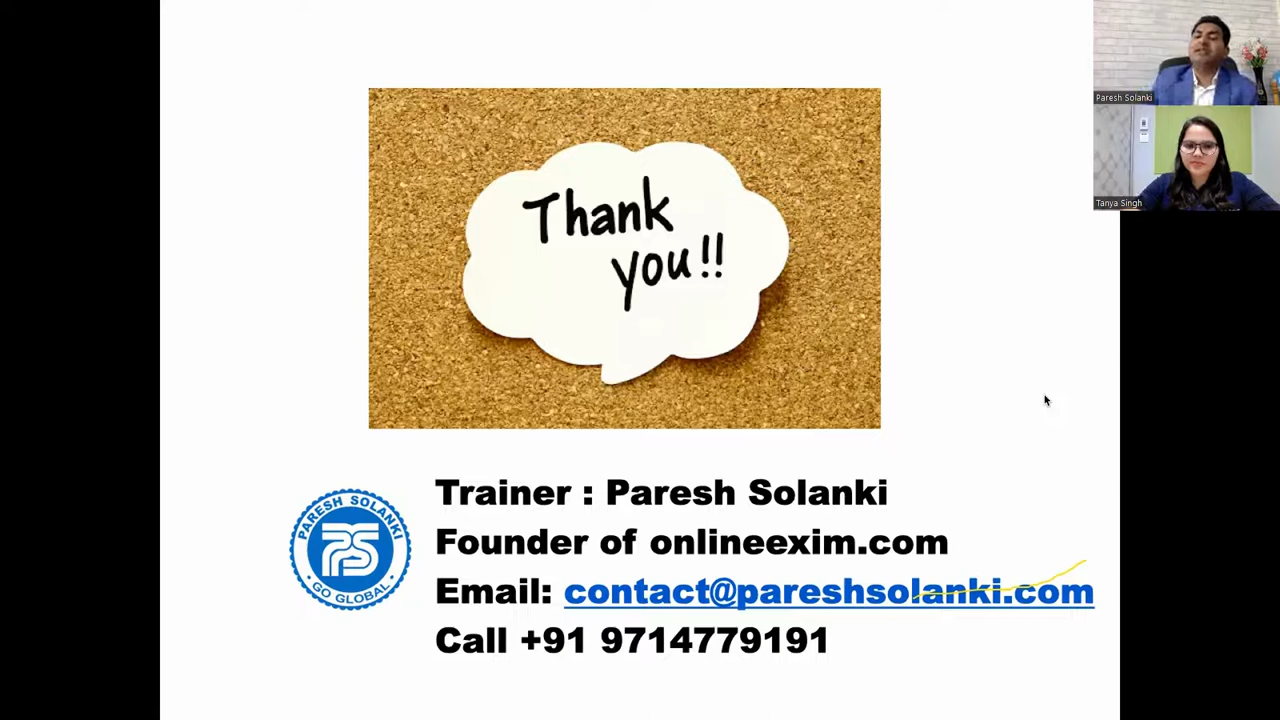 Paresh Solanki
Tanya Singh
Thank
you!!
PARESH SOLANKI
PS
• GO GLOBAL •
Trainer : Paresh Solanki
Founder of onlineexim.com
Email: contact@pareshsolanki.com
Call +91 9714779191